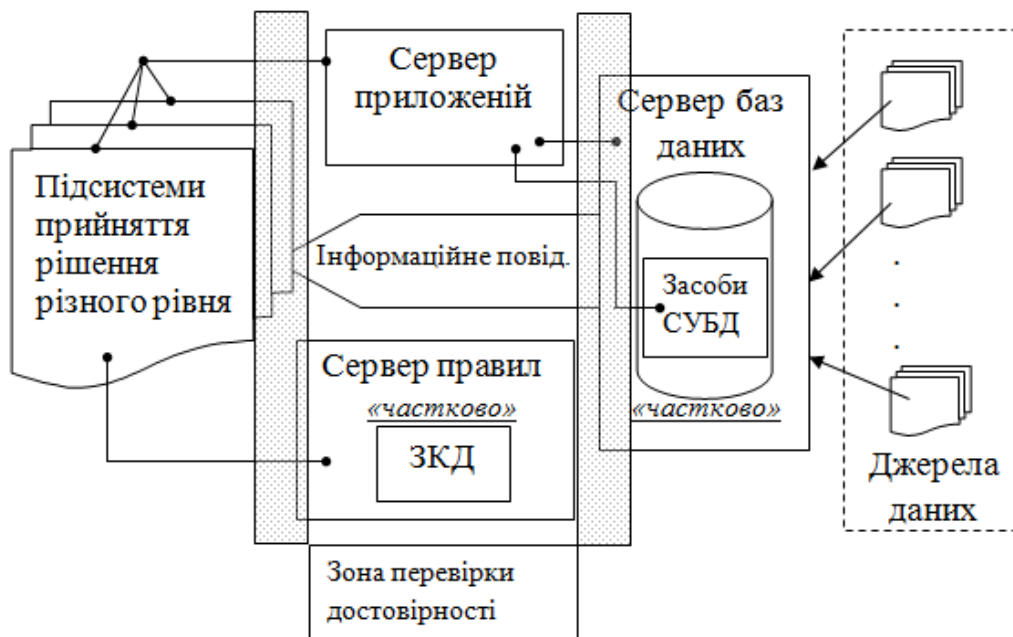 Сервер
приложеній
Сервер баз
даних
Підсистеми
прийняття
рішення
різного рівня
Інформаційне повід.
Засоби
СУБД
Сервер правил
«частково»
ЗКД
«частково»
Джерела
даних
Зона перевірки
достовірності